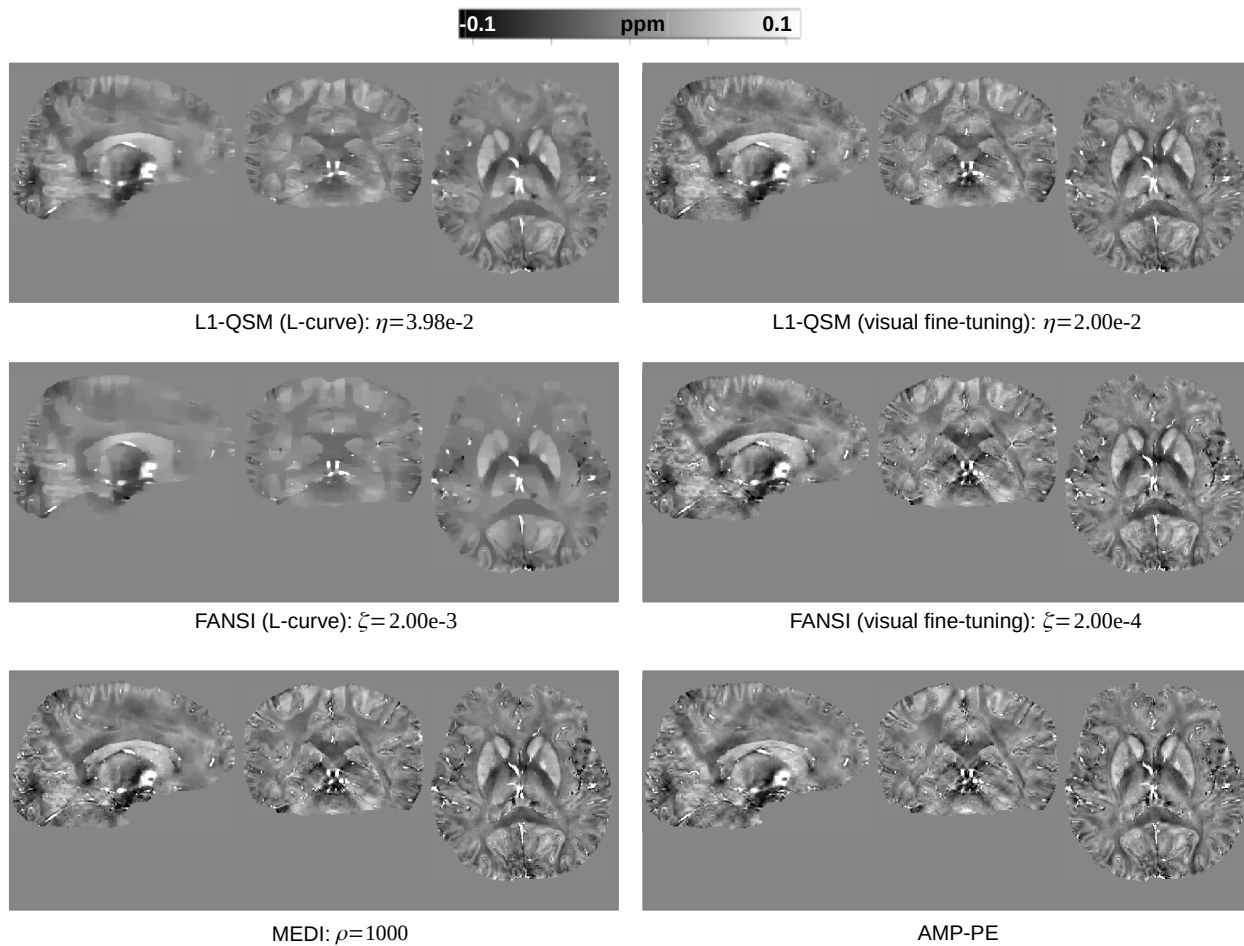 -0.1 ppm 0.1
L1-QSM (L-curve): η=3.98e-2
L1-QSM (visual fine-tuning): η=2.00e-2
FANSI (L-curve): ζ=2.00e-3
FANSI (visual fine-tuning): ζ=2.00e-4
MEDI: ρ=1000
AMP-PE